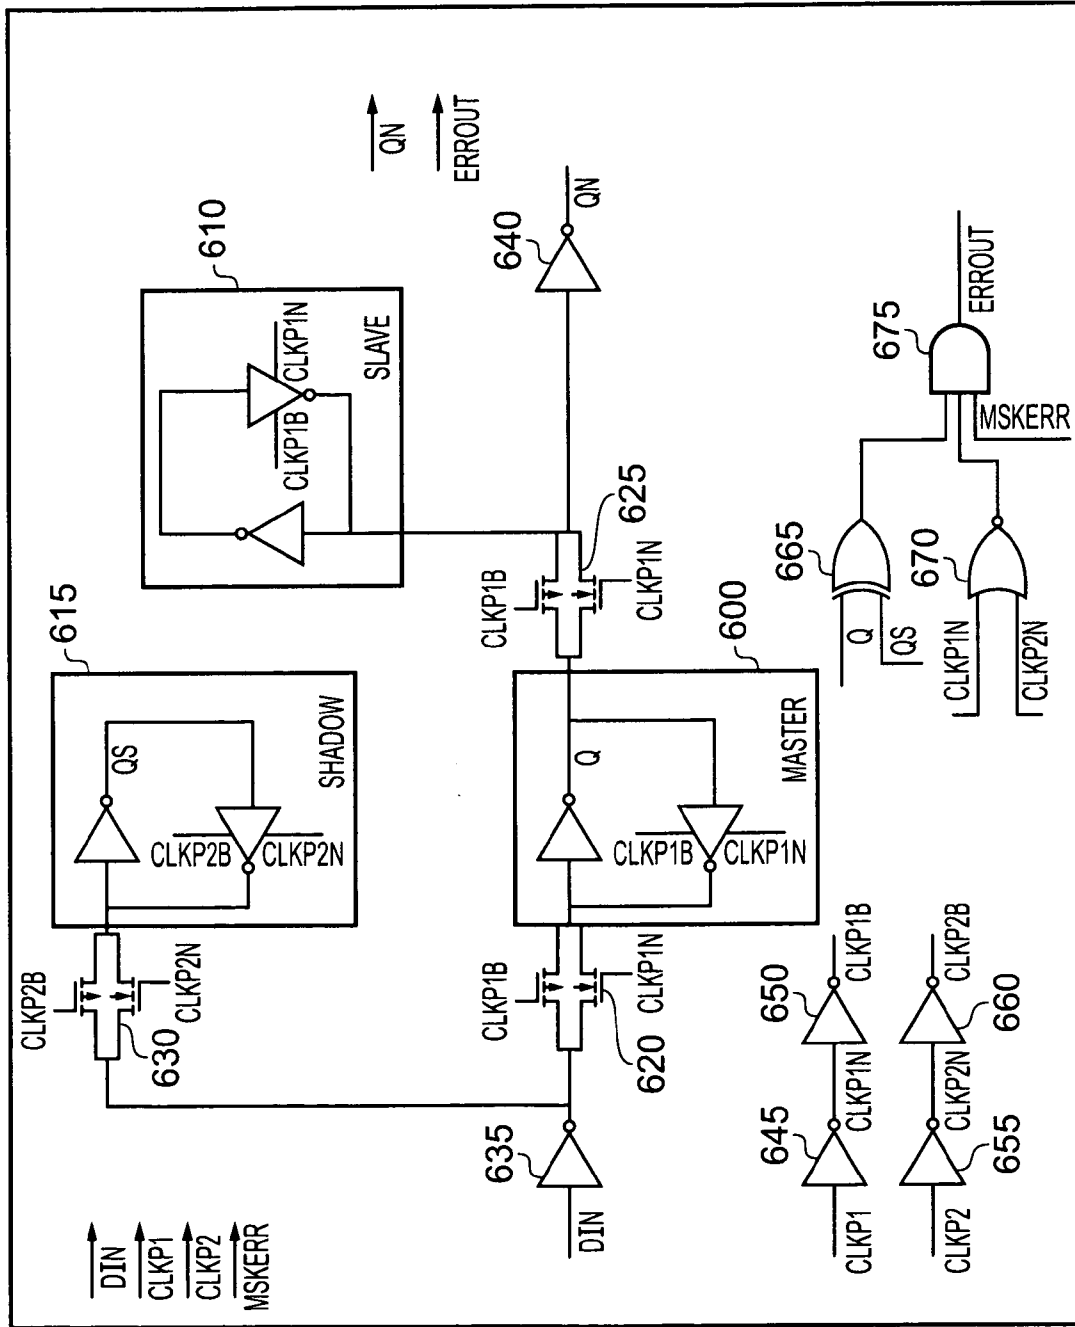 DIN
CLKP1
CLKP2
MSKERR
QN
ERROUT
615
SHADOW
QS
CLKP2B
CLKP2N
CLKP2B
CLKP2N
630
610
SLAVE
CLKP1B
CLKP1N
DIN
635
CLKP1B
CLKP1N
620
600
MASTER
Q
CLKP1B
CLKP1N
CLKP1B
CLKP1N
625
640
QN
CLKP1
645
CLKP1N
650
CLKP1B
CLKP2
655
CLKP2N
660
CLKP2B
Q
QS
665
CLKP1N
CLKP2N
670
MSKERR
675
ERROUT